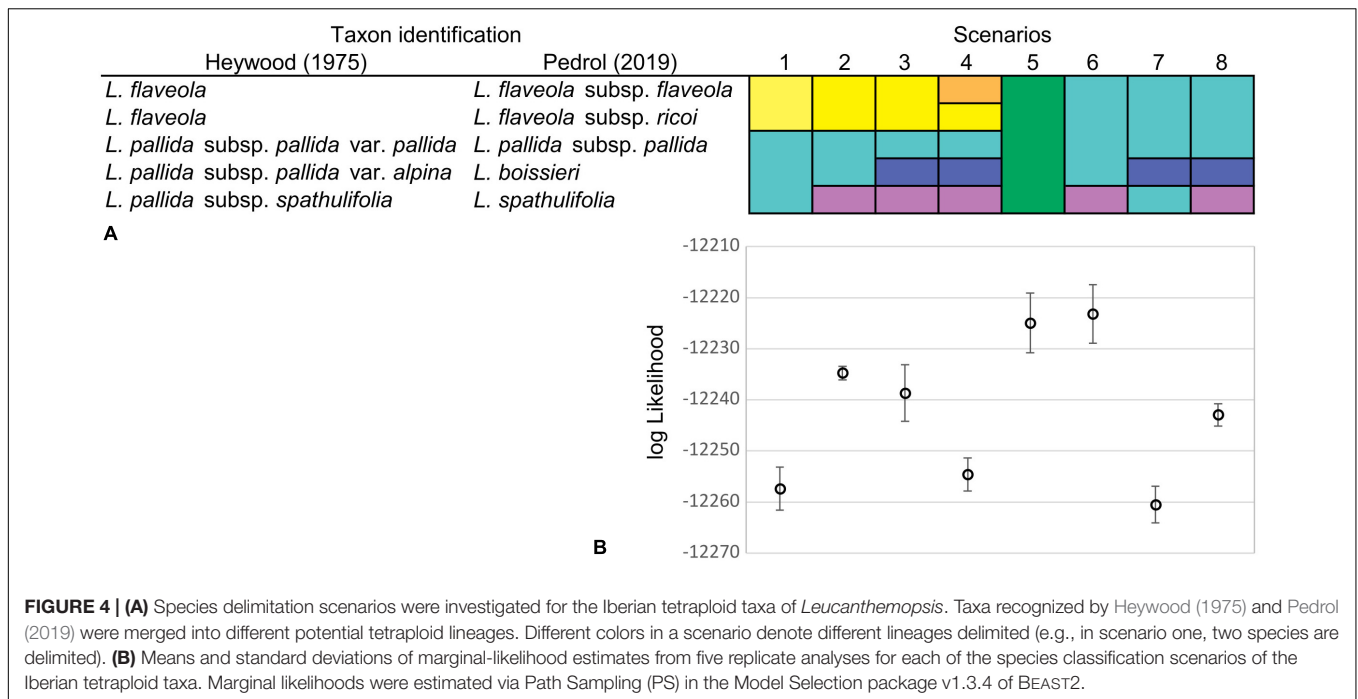 Taxon identification Scenarios
Heywood (1975) Pedrol (2019) 1 2 3 4 5 6 7 8
L. flaveola L. flaveola subsp. flaveola
L. flaveola L. flaveola subsp. ricoi
L. pallida subsp. pallida var. pallida L. pallida subsp. pallida
L. pallida subsp. pallida var. alpina L. boissieri
L. pallida subsp. spathulifolia L. spathulifolia
A
-12210
-12220
-12230
-12240
-12250
-12260
-12270
log Likelihood
B
FIGURE 4 | (A) Species delimitation scenarios were investigated for the Iberian tetraploid taxa of Leucanthemopsis. Taxa recognized by Heywood (1975) and Pedrol
(2019) were merged into different potential tetraploid lineages. Different colors in a scenario denote different lineages delimited (e.g., in scenario one, two species are
delimited). (B) Means and standard deviations of marginal-likelihood estimates from five replicate analyses for each of the species classification scenarios of the
Iberian tetraploid taxa. Marginal likelihoods were estimated via Path Sampling (PS) in the Model Selection package v1.3.4 of BEAST2.